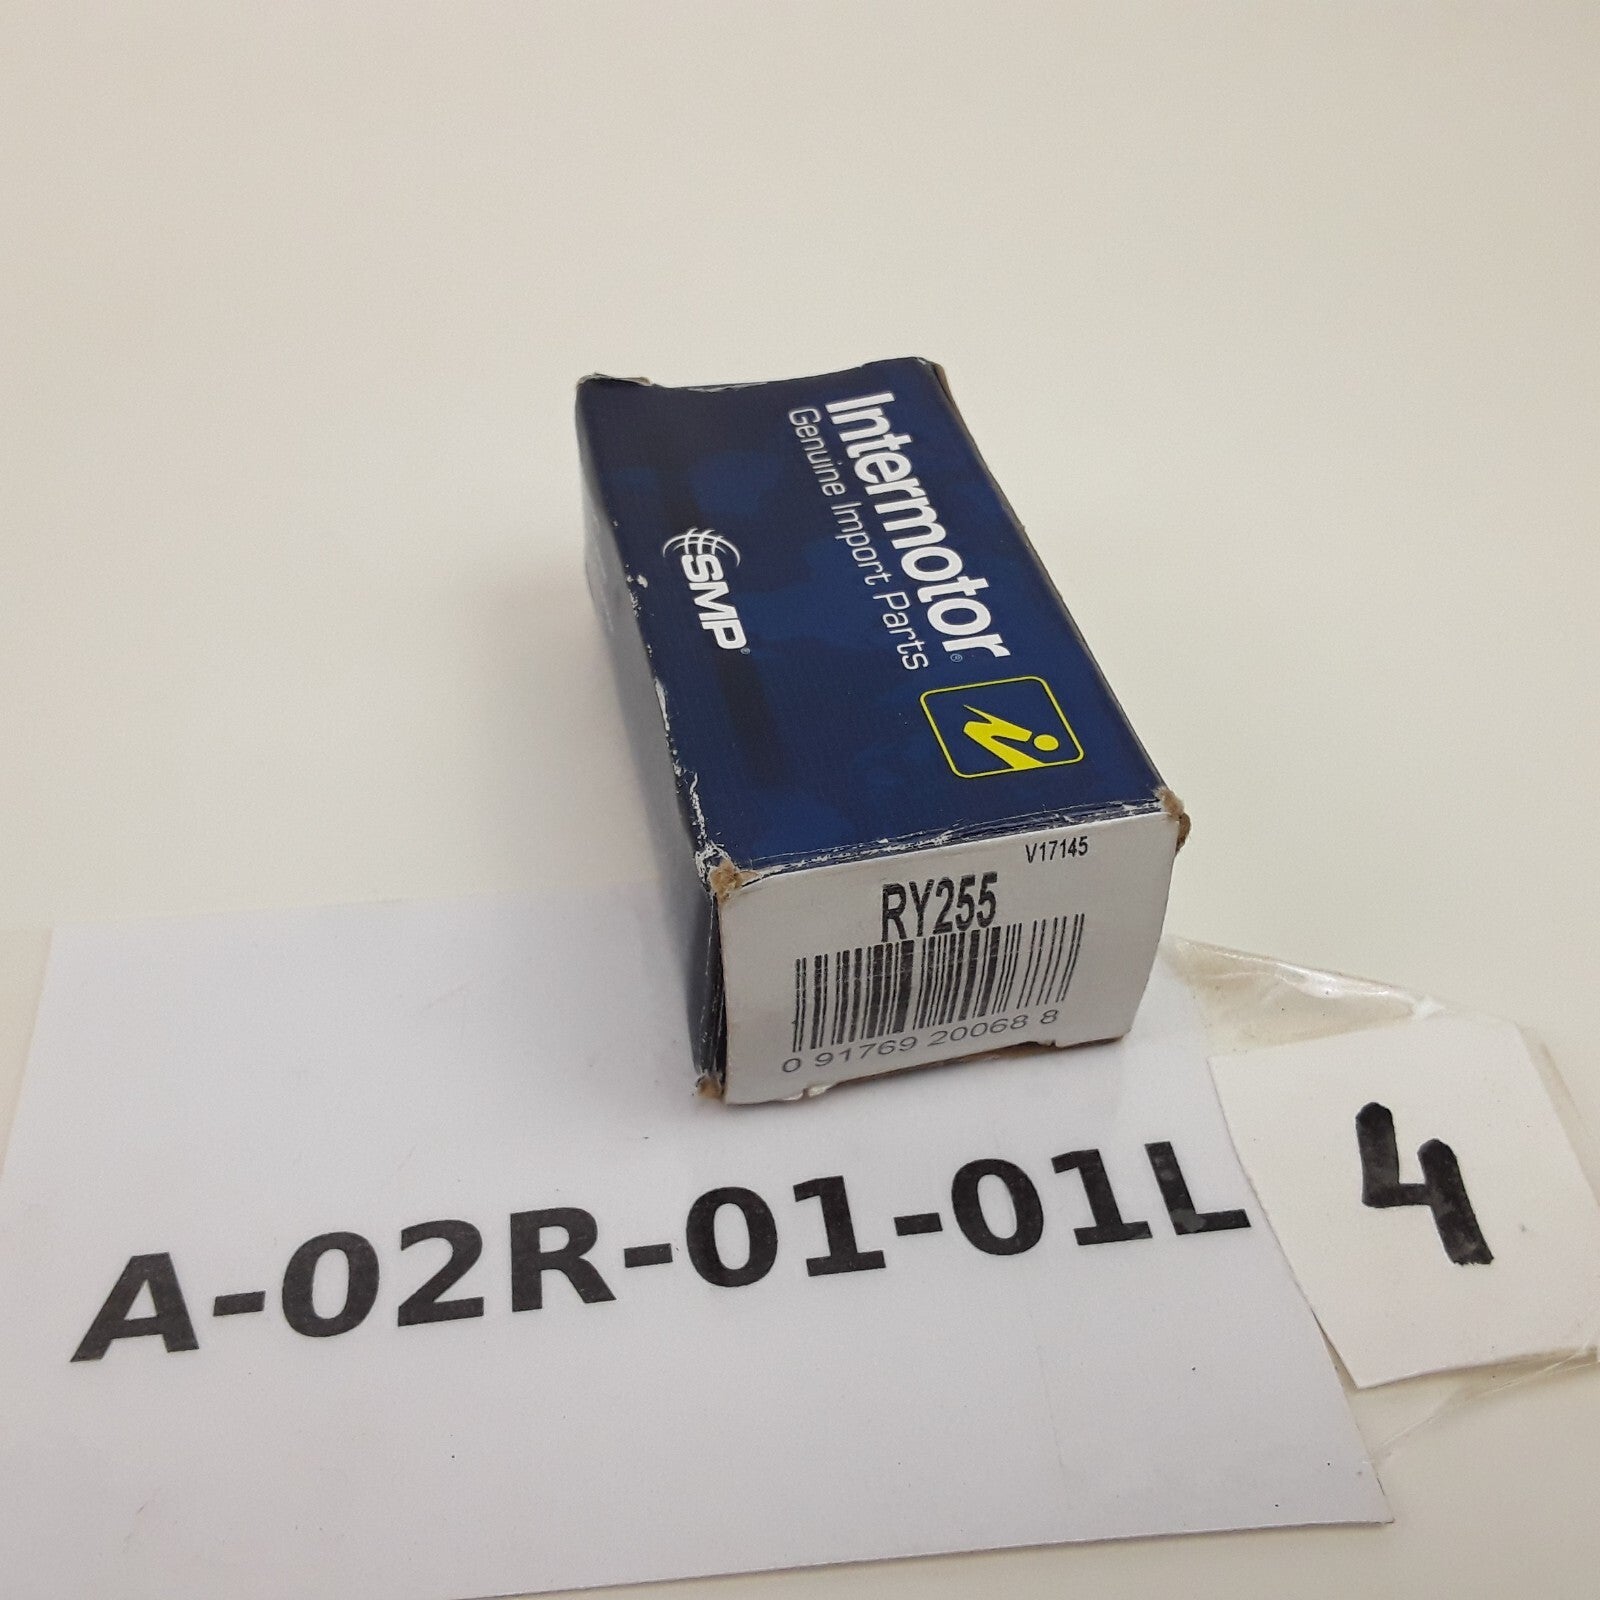 Intermotor®
Genuine Import Parts
SMP®
V17145
RY255
0 91769 20068 8
A-02R-01-01L
4